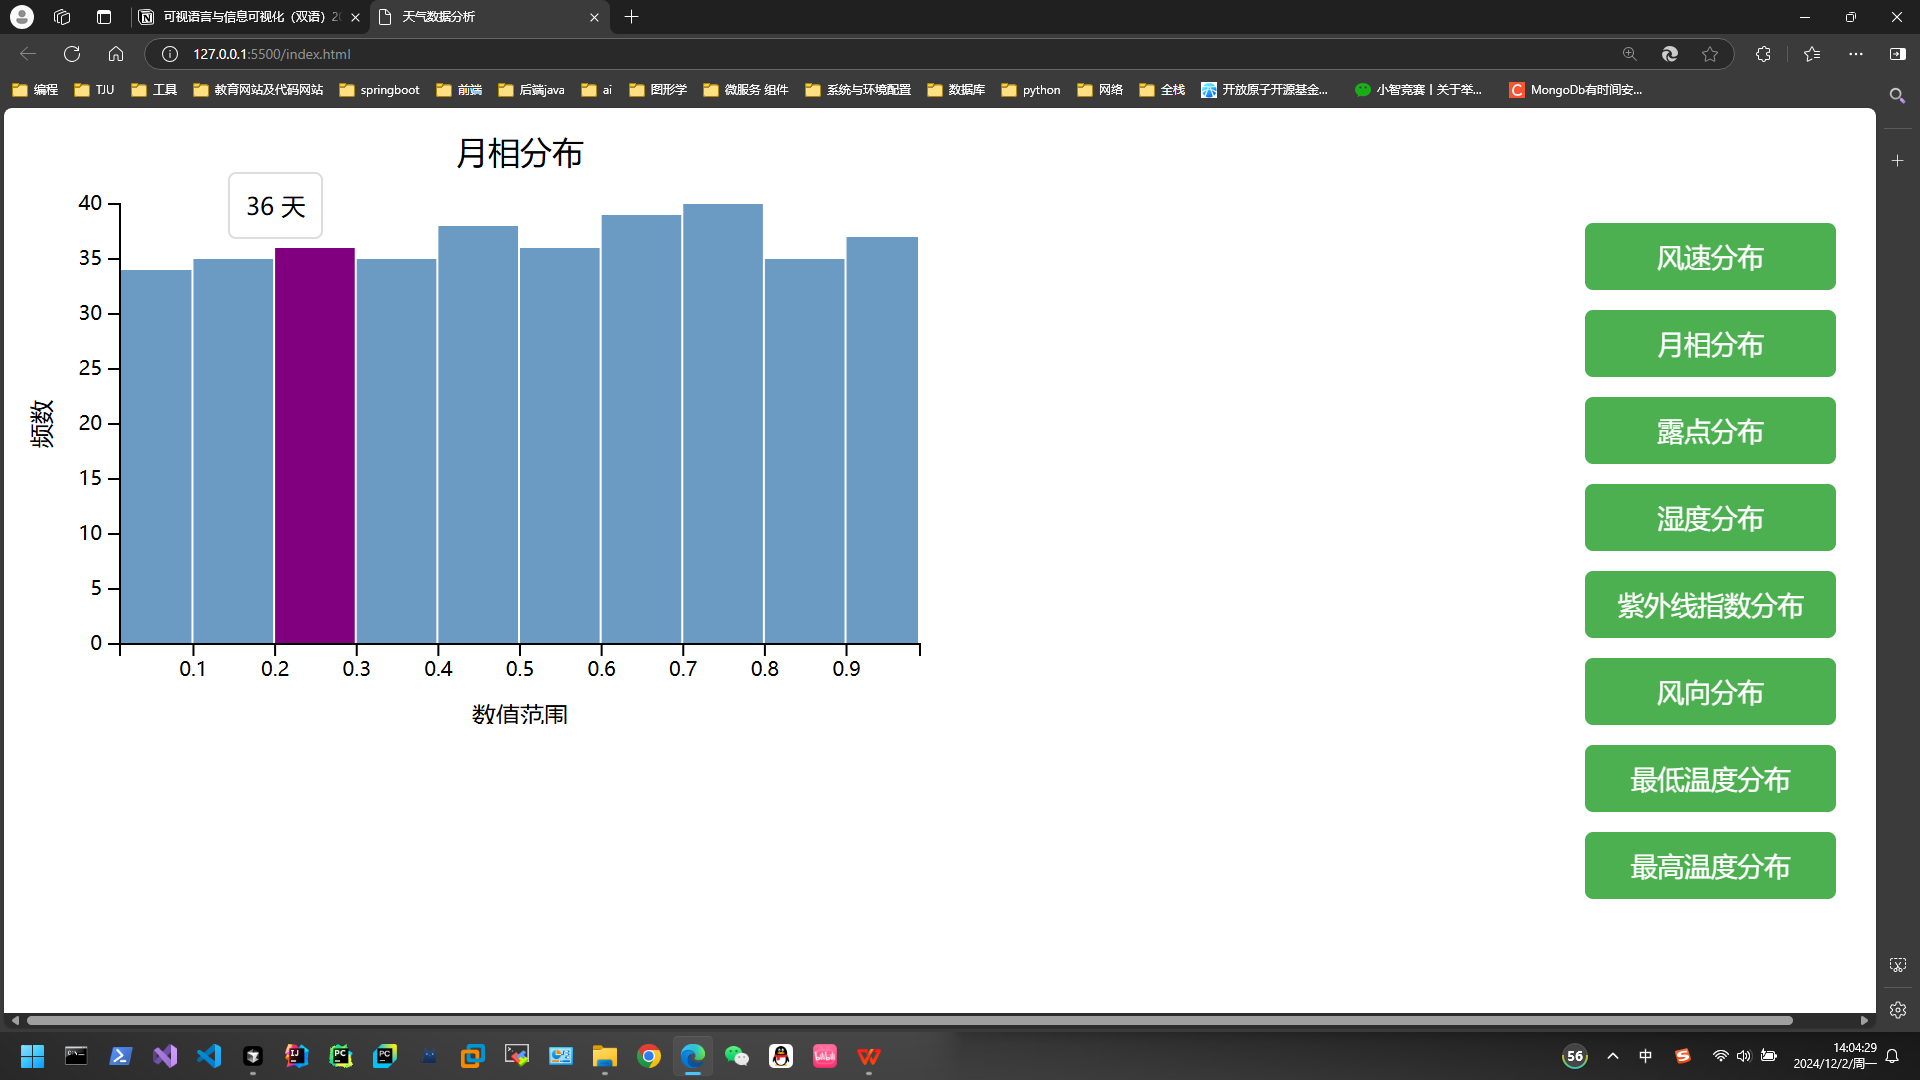 可视语言与信息可视化（双语）20
天气数据分析
127.0.0.1:5500/index.html
编程
TJU
工具
教育网站及代码网站
springboot
前端
后端java
ai
图形学
微服务 组件
系统与环境配置
数据库
python
网络
全栈
开放原子开源基金...
小智竞赛丨关于举...
MongoDb有时间安...
月相分布
36 天
40
35
30
25
20
15
10
5
0
频数
0.1
0.2
0.3
0.4
0.5
0.6
0.7
0.8
0.9
数值范围
风速分布
月相分布
露点分布
湿度分布
紫外线指数分布
风向分布
最低温度分布
最高温度分布
56
中
14:04:29
2024/12/2/周一